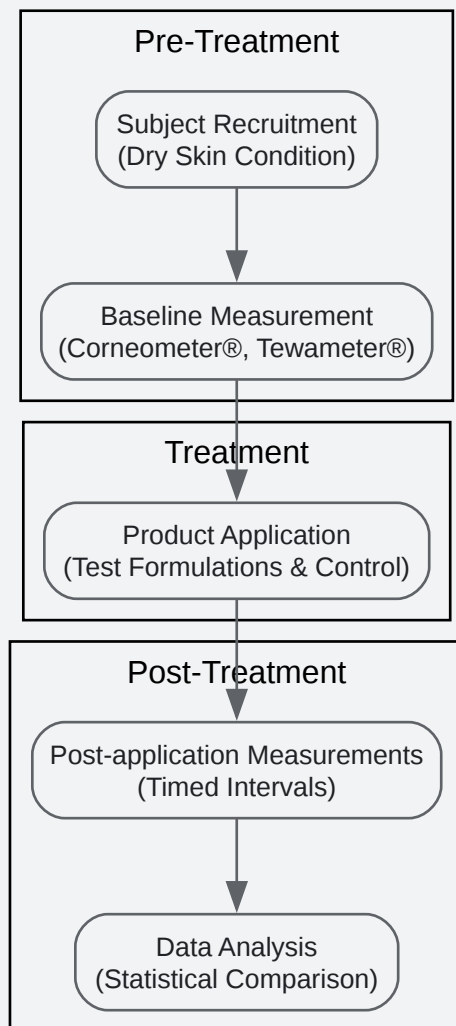 Pre-Treatment
Subject Recruitment
(Dry Skin Condition)
Baseline Measurement
(Corneometer®, Tewameter®)
Treatment
Product Application
(Test Formulations & Control)
Post-Treatment
Post-application Measurements
(Timed Intervals)
Data Analysis
(Statistical Comparison)